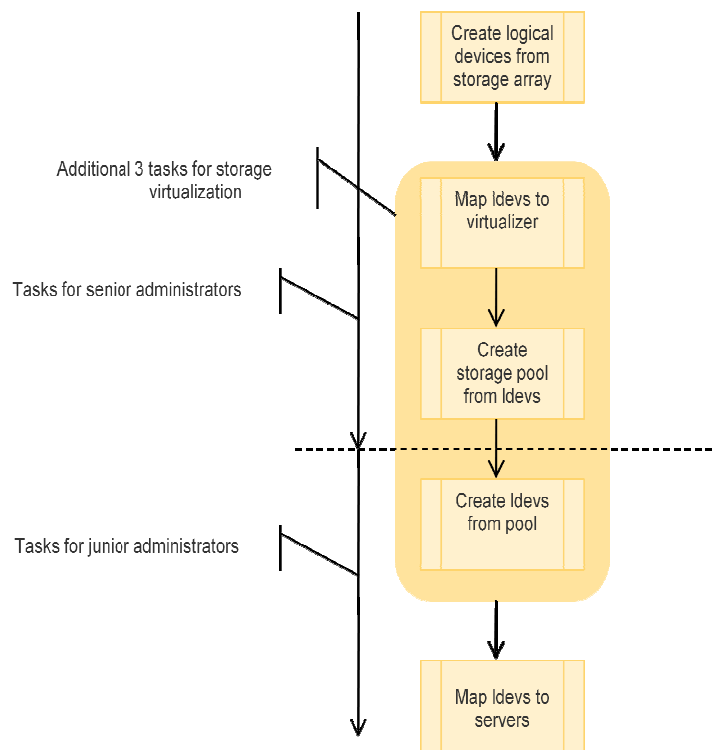 Create logical
devices from
storage array
Additional 3 tasks for storage
virtualization
Map ldevs to
virtualizer
Tasks for senior administrators
Create
storage pool
from ldevs
Create ldevs
from pool
Tasks for junior administrators
Map ldevs to
servers